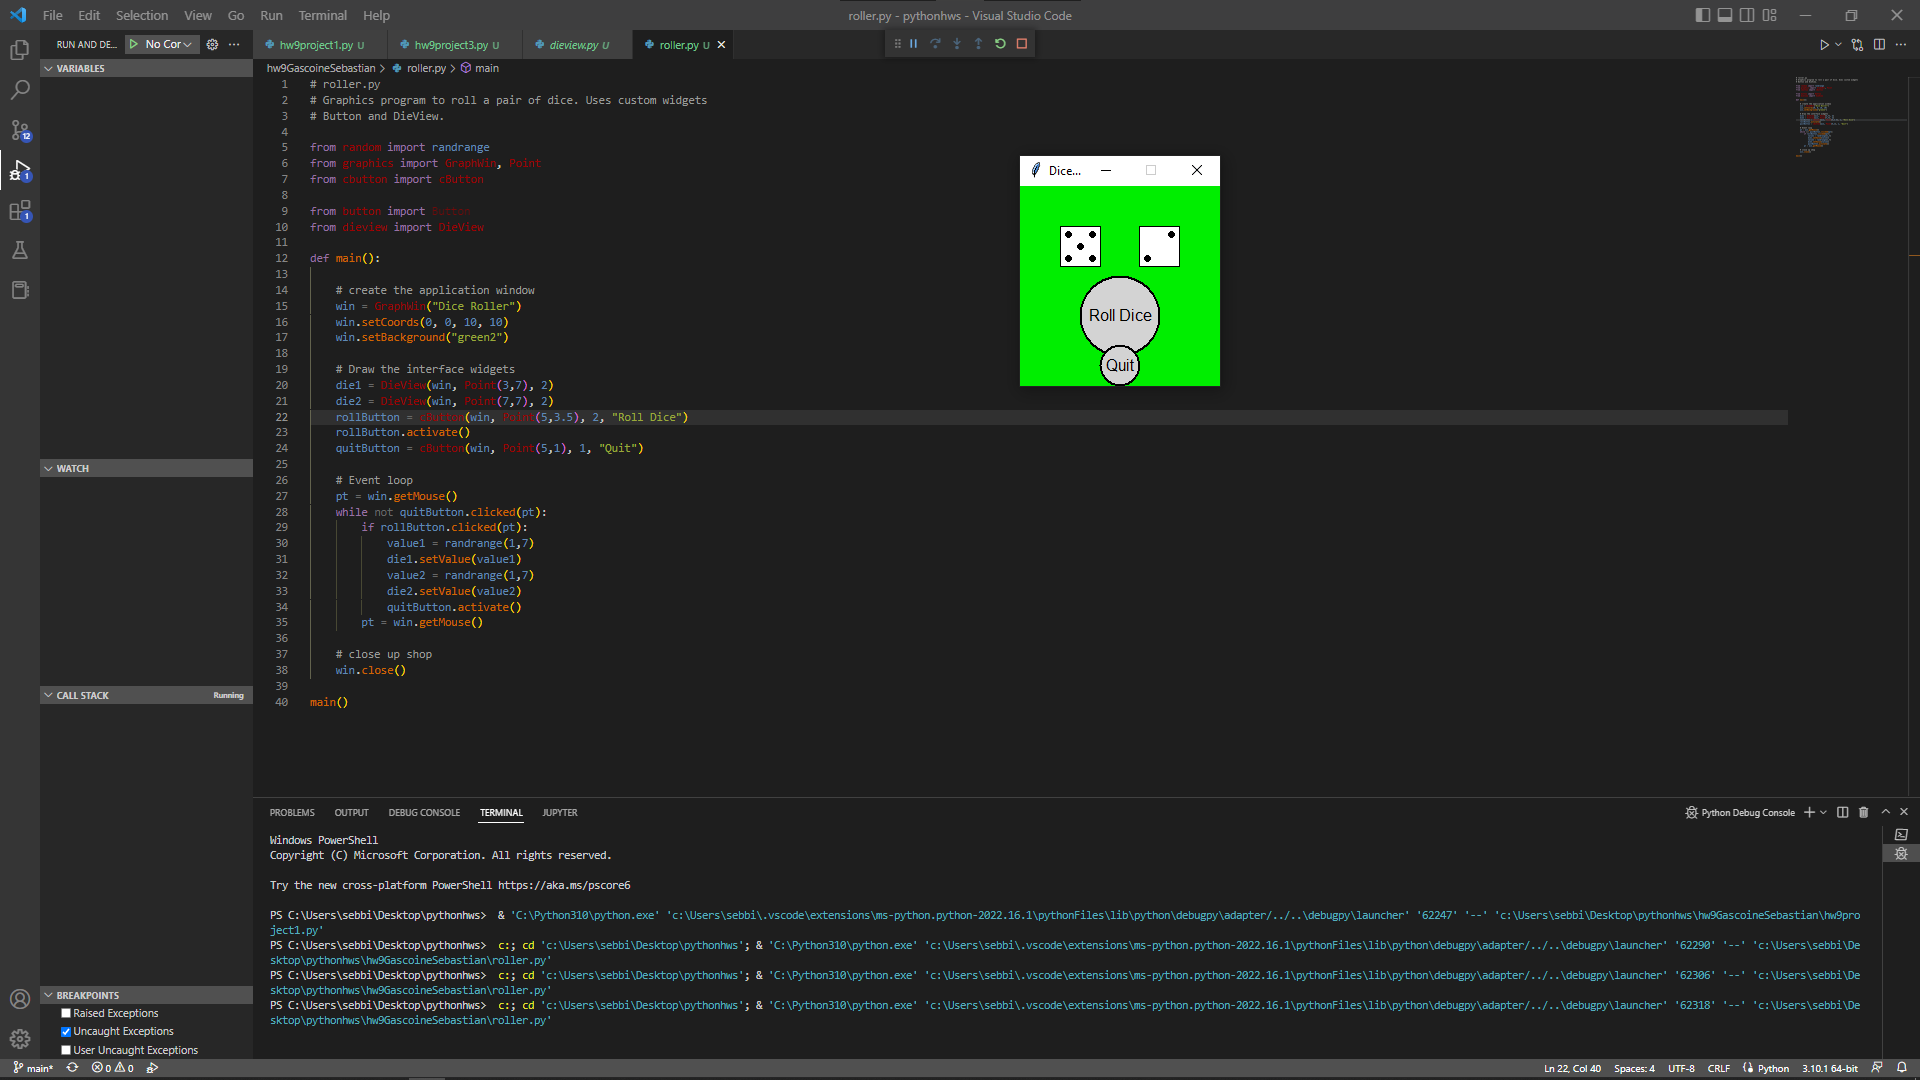 File Edit Selection View Go Run Terminal Help
roller.py - pythonhws - Visual Studio Code
RUN AND DE... No Cor
hw9project1.py U hw9project3.py U dieview.py U roller.py U
VARIABLES
hw9GascoineSebastian > roller.py > main
1 # roller.py
2 # Graphics program to roll a pair of dice. Uses custom widgets
3 # Button and DieView.
4
5 from random import randrange
6 from graphics import GraphWin, Point
7 from cbutton import cButton
8
9 from button import Button
10 from dieview import DieView
11
12 def main():
13
14 # create the application window
15 win = GraphWin("Dice Roller")
16 win.setCoords(0, 0, 10, 10)
17 win.setBackground("green2")
18
19 # Draw the interface widgets
20 die1 = DieView(win, Point(3,7), 2)
21 die2 = DieView(win, Point(7,7), 2)
22 rollButton = cButton(win, Point(5,3.5), 2, "Roll Dice")
23 rollButton.activate()
24 quitButton = cButton(win, Point(5,1), 1, "Quit")
25
26 # Event loop
27 pt = win.getMouse()
28 while not quitButton.clicked(pt):
29 if rollButton.clicked(pt):
30 value1 = randrange(1,7)
31 die1.setValue(value1)
32 value2 = randrange(1,7)
33 die2.setValue(value2)
34 quitButton.activate()
35 pt = win.getMouse()
36
37 # close up shop
38 win.close()
39
40 main()
Dice...
Roll Dice
Quit
WATCH
CALL STACK Running
BREAKPOINTS
Raised Exceptions
Uncaught Exceptions
User Uncaught Exceptions
12
1
1
PROBLEMS OUTPUT DEBUG CONSOLE TERMINAL JUPYTER
Python Debug Console
Windows PowerShell
Copyright (C) Microsoft Corporation. All rights reserved.
Try the new cross-platform PowerShell https://aka.ms/pscore6
PS C:\Users\sebbi\Desktop\pythonhws> & 'C:\Python310\python.exe' 'c:\Users\sebbi\.vscode\extensions\ms-python.python-2022.16.1\pythonFiles\lib\python\debugpy\adapter/../..\debugpy\launcher' '62247' '--' 'c:\Users\sebbi\Desktop\pythonhws\hw9GascoineSebastian\hw9pro
ject1.py'
PS C:\Users\sebbi\Desktop\pythonhws> c:; cd 'c:\Users\sebbi\Desktop\pythonhws'; & 'C:\Python310\python.exe' 'c:\Users\sebbi\.vscode\extensions\ms-python.python-2022.16.1\pythonFiles\lib\python\debugpy\adapter/../..\debugpy\launcher' '62290' '--' 'c:\Users\sebbi\De
sktop\pythonhws\hw9GascoineSebastian\roller.py'
PS C:\Users\sebbi\Desktop\pythonhws> c:; cd 'c:\Users\sebbi\Desktop\pythonhws'; & 'C:\Python310\python.exe' 'c:\Users\sebbi\.vscode\extensions\ms-python.python-2022.16.1\pythonFiles\lib\python\debugpy\adapter/../..\debugpy\launcher' '62306' '--' 'c:\Users\sebbi\De
sktop\pythonhws\hw9GascoineSebastian\roller.py'
PS C:\Users\sebbi\Desktop\pythonhws> c:; cd 'c:\Users\sebbi\Desktop\pythonhws'; & 'C:\Python310\python.exe' 'c:\Users\sebbi\.vscode\extensions\ms-python.python-2022.16.1\pythonFiles\lib\python\debugpy\adapter/../..\debugpy\launcher' '62318' '--' 'c:\Users\sebbi\De
sktop\pythonhws\hw9GascoineSebastian\roller.py'
main* 0 0
Ln 22, Col 40 Spaces: 4 UTF-8 CRLF Python 3.10.1 64-bit